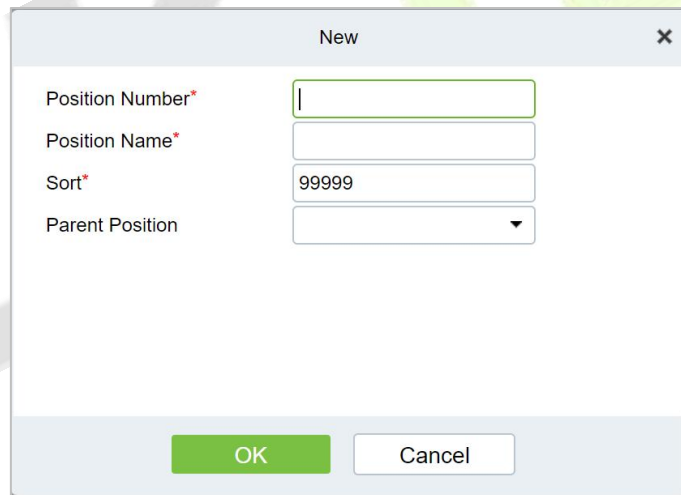 New
Position Number*
Position Name*
Sort* 99999
Parent Position
OK Cancel